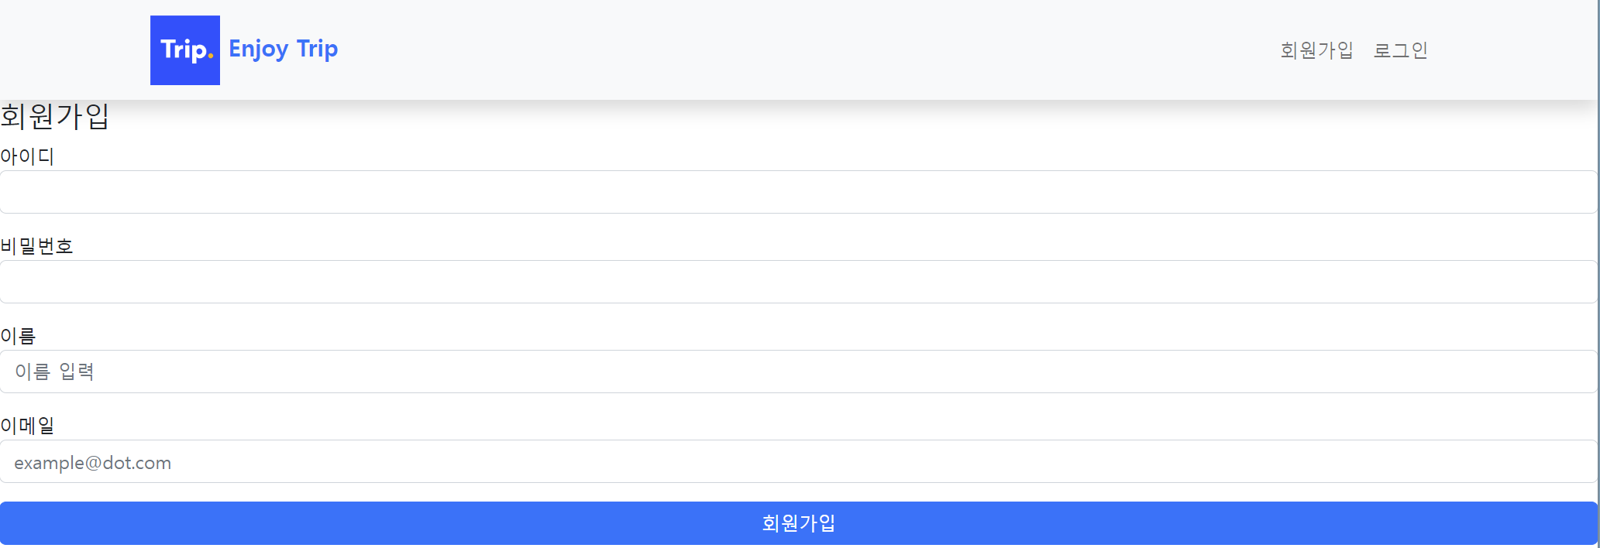 Trip. Enjoy Trip 회원가입 로그인
회원가입
아이디
비밀번호
이름
이름 입력
이메일
example@dot.com
회원가입